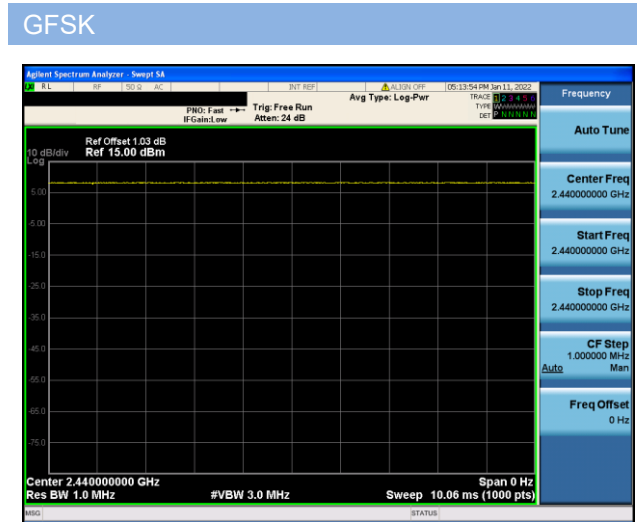 GFSK
Agilent Spectrum Analyzer - Swept SA
RL RF 50 Ω AC INT REF ALIGN OFF 05:13:54 PM Jan 11, 2022
Avg Type: Log-Pwr TRACE 1 2 3 4 5 6
PNO: Fast Trig: Free Run TYPE
IFGain:Low Atten: 24 dB DET P N N N N N
Ref Offset 1.03 dB
10 dB/div Ref 15.00 dBm
Log
5.00
-5.00
-15.0
-25.0
-35.0
-45.0
-55.0
-65.0
-75.0
Center 2.440000000 GHz Span 0 Hz
Res BW 1.0 MHz #VBW 3.0 MHz Sweep 10.06 ms (1000 pts)
MSG STATUS
Frequency
Auto Tune
Center Freq
2.440000000 GHz
Start Freq
2.440000000 GHz
Stop Freq
2.440000000 GHz
CF Step
1.000000 MHz
Auto Man
Freq Offset
0 Hz